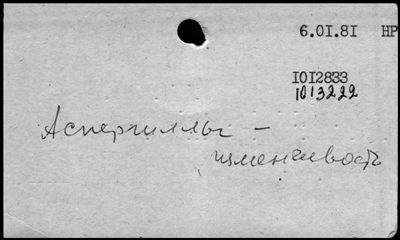 6.01.81 НР
1012833
1013222
Аспергиллы -
изменчивость